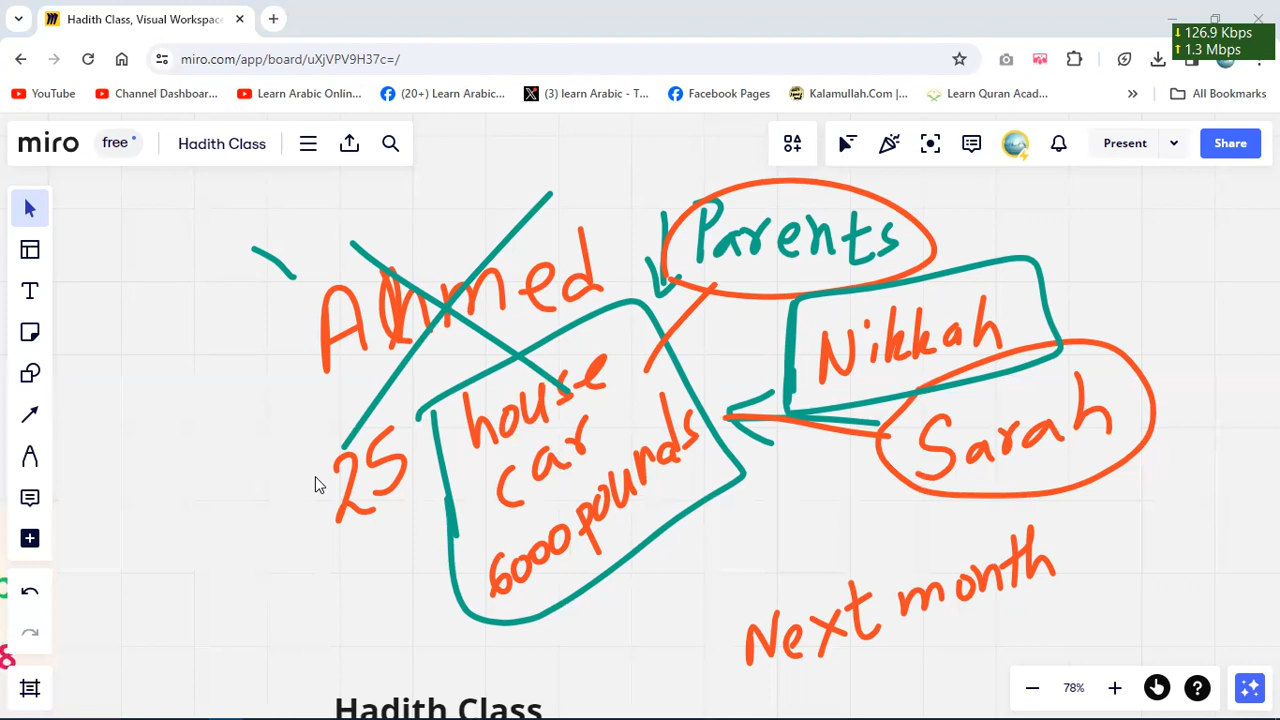 Hadith Class, Visual Workspac
126.9 Kbps
1.3 Mbps
miro.com/app/board/uXjVPV9H37c=/
YouTube
Channel Dashboar...
Learn Arabic Onlin...
(20+) Learn Arabic...
(3) learn Arabic - T...
Facebook Pages
Kalamullah.Com |...
Learn Quran Acad...
All Bookmarks
miro
free
Hadith Class
Present
Share
Parents
Ahmed
Nikkah
house
Sarah
car
25
6000 pounds
Next month
8
78%
Hadith Class